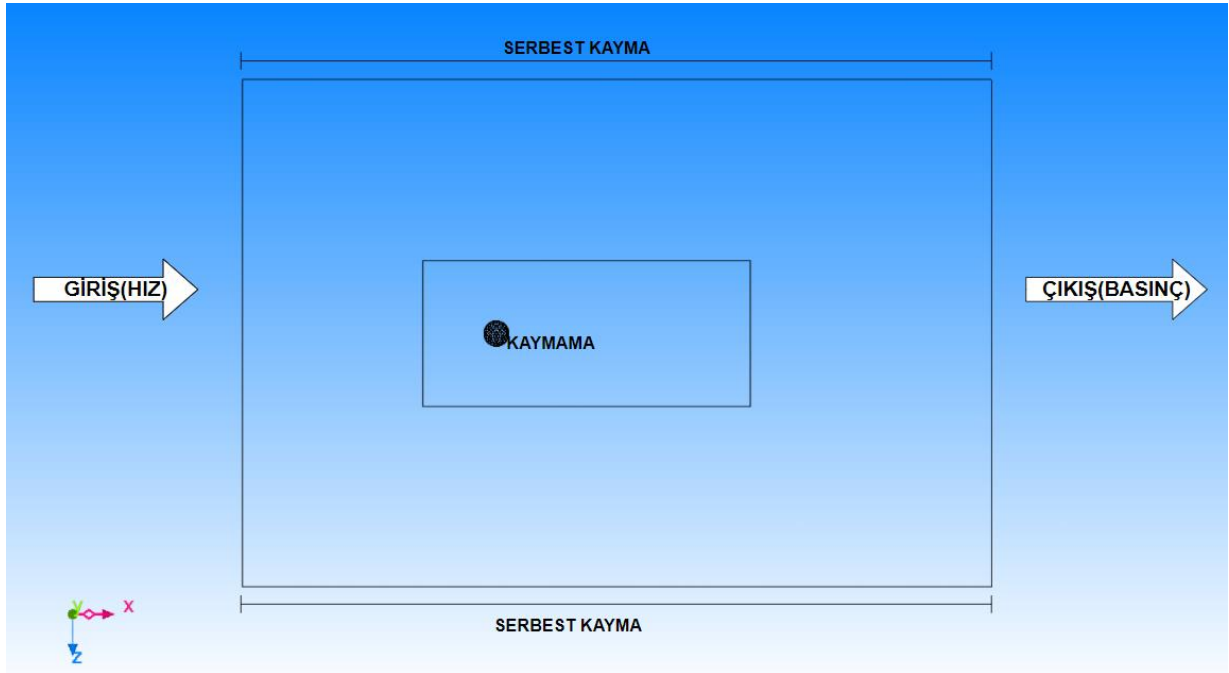 SERBEST KAYMA
GİRİŞ(HIZ)
ÇIKIŞ(BASINÇ)
KAYMAMA
Y
X
Z
SERBEST KAYMA